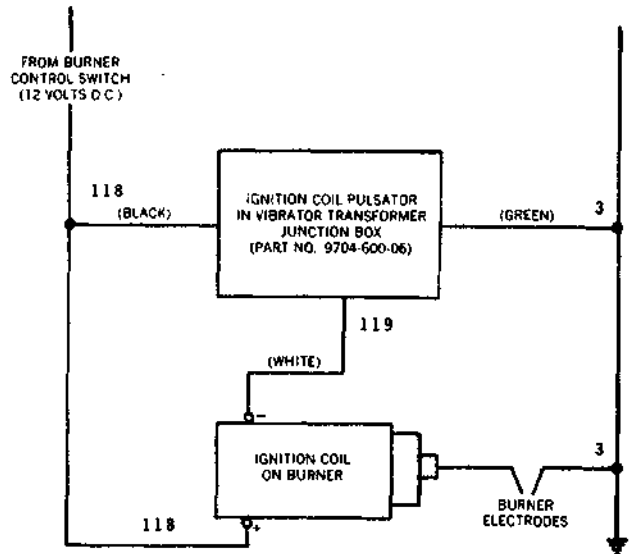 FROM BURNER
CONTROL SWITCH
(12 VOLTS D C)
118
(BLACK)
IGNITION COIL PULSATOR
IN VIBRATOR TRANSFORMER
JUNCTION BOX
(PART NO. 9704-600-06)
(GREEN)
3
119
(WHITE)
-
IGNITION COIL
ON BURNER
3
BURNER
ELECTRODES
118
+